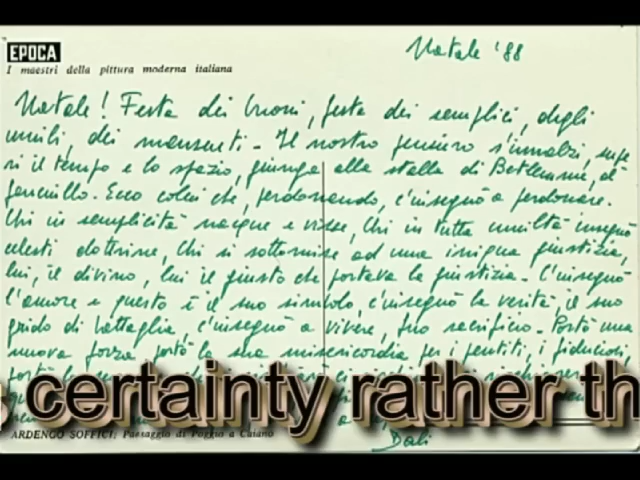 EPOCA
I maestri della pittura moderna italiana
Natale '88
Natale! Festa dei buoni, festa dei semplici, degli
umili, dei mansueti - Il nostro pensiero s'innalzi, supe
ri il tempo e lo spazio, giunga alla stalla di Betlemme, al
fanciullo. Ecco colui che, perdonando, c'insegnò a perdonare.
Chi in semplicità nacque e visse, Chi in tutta umiltà insegnò
celesti dottrine, Chi si sottomise ad una iniqua giustizia,
lui, il divino, lui il giusto che portava la giustizia. C'insegnò
l'amore e questo è il suo simbolo, c'insegnò la verità, il suo
grido di battaglia, c'insegnò a vivere, suo sacrificio. Portò una
nuova forza, portò la sua misericordia per i pentiti, i fiduciosi,
portò la
certainty rather th
ARDENGO SOFFICI: Paesaggio di Poggio a Caiano